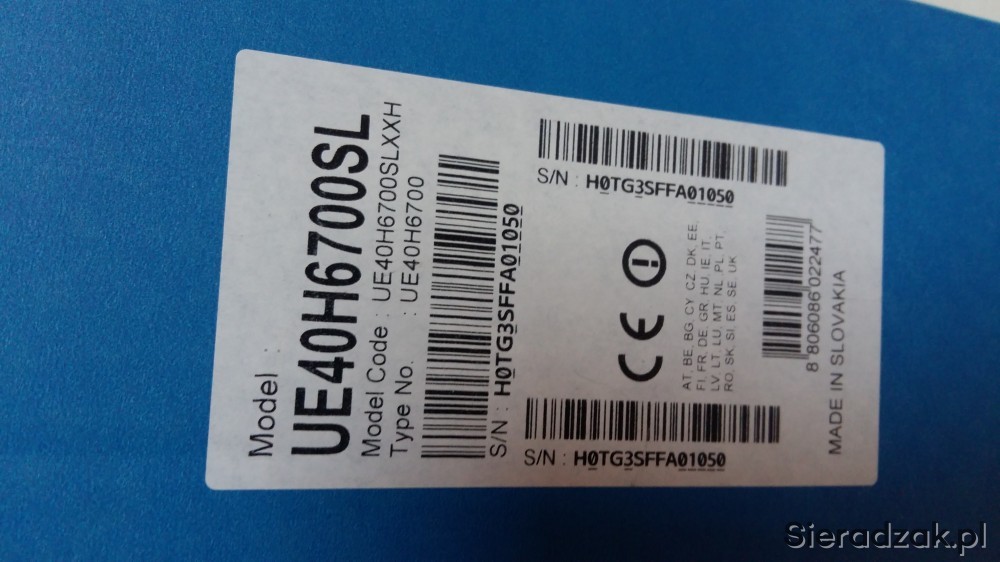 Model :
UE40H6700SL
Model Code : UE40H6700SLXXH
Type No. : UE40H6700
S/N : H0TG3SFFA01050
S/N : H0TG3SFFA01050
S/N : H0TG3SFFA01050
CE
AT, BE, BG, CY, CZ, DK, EE,
FI, FR, DE, GR, HU, IE, IT,
LV, LT, LU, MT, NL, PL, PT,
RO, SK, SI, ES, SE, UK
8 806086 022477
MADE IN SLOVAKIA
Sieradzak.pl